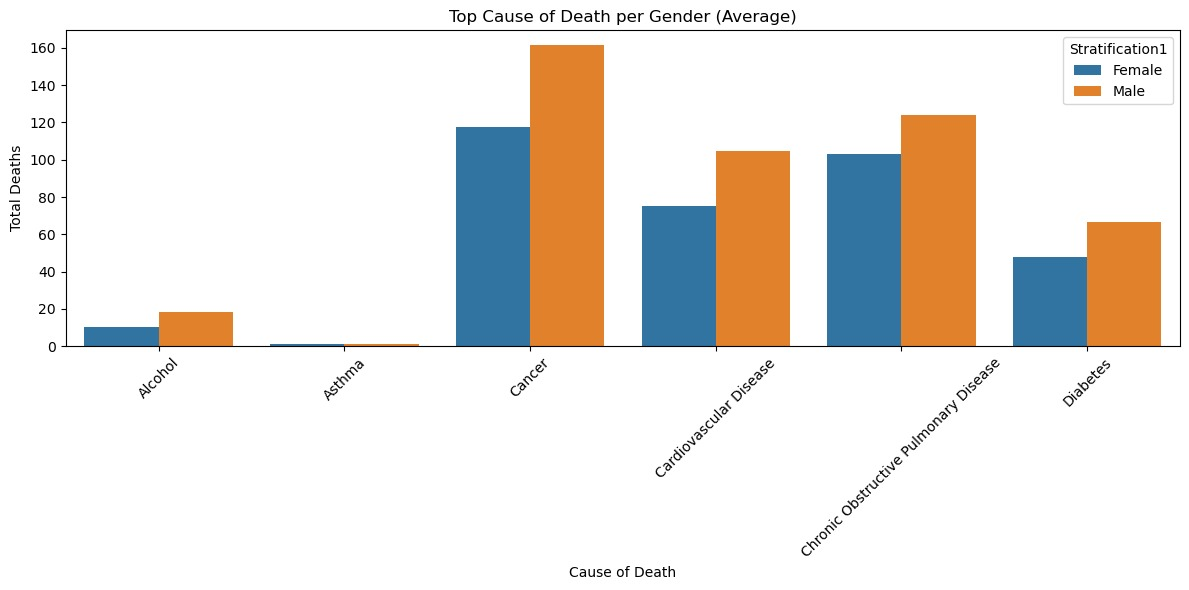 Top Cause of Death per Gender (Average)
Stratification1
Female
Male
Total Deaths
160
140
120
100
80
60
40
20
0
Alcohol
Asthma
Cancer
Cardiovascular Disease
Chronic Obstructive Pulmonary Disease
Diabetes
Cause of Death